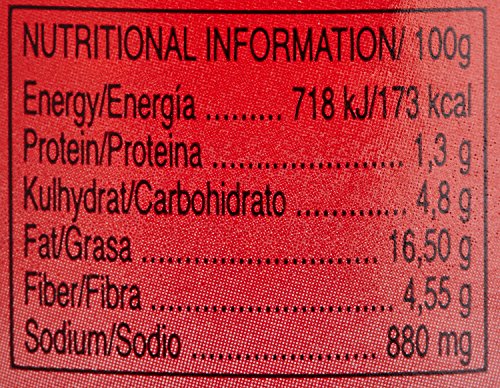 NUTRITIONAL INFORMATION/ 100g
Energy/Energía ......... 718 kJ/173 kcal
Protein/Proteina .................... 1,3 g
Kulhydrat/Carbohidrato ............. 4,8 g
Fat/Grasa ......................... 16,50 g
Fiber/Fibra .......................... 4,55 g
Sodium/Sodio .................... 880 mg